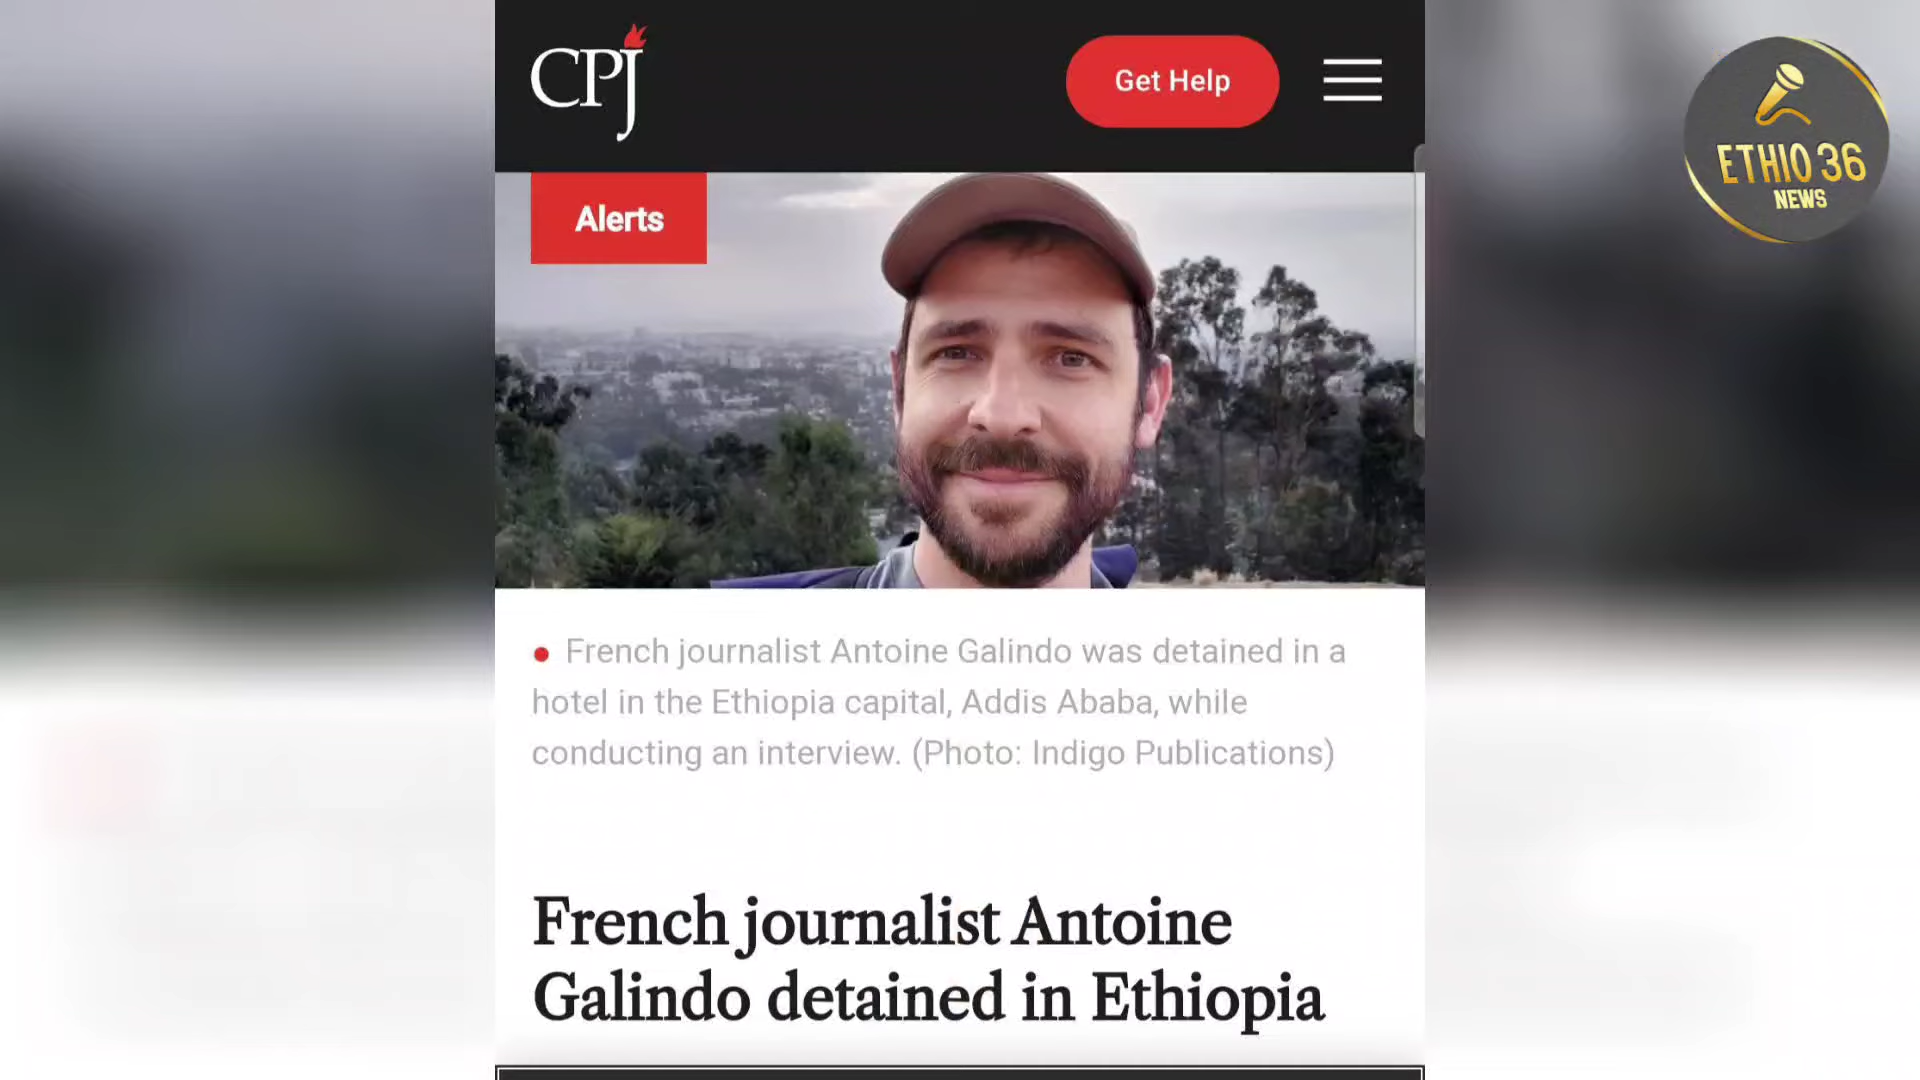 CPJ
Get Help
ETHIO 36
NEWS
Alerts
French journalist Antoine Galindo was detained in a
hotel in the Ethiopia capital, Addis Ababa, while
conducting an interview. (Photo: Indigo Publications)
French journalist Antoine
Galindo detained in Ethiopia